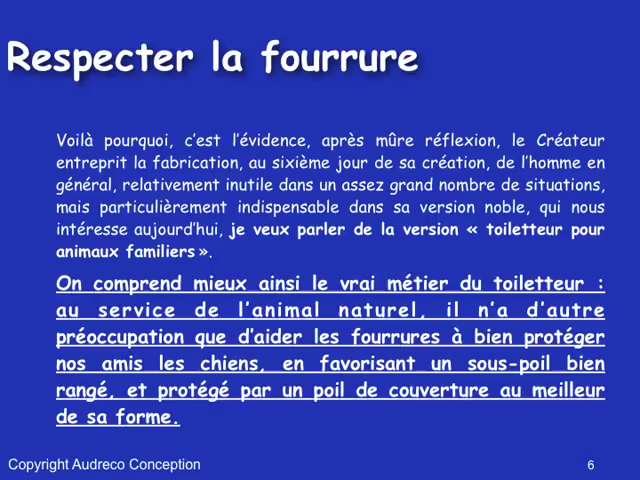 Respecter la fourrure
Voilà pourquoi, c'est l'évidence, après mûre réflexion, le Créateur
entreprit la fabrication, au sixième jour de sa création, de l'homme en
général, relativement inutile dans un assez grand nombre de situations,
mais particulièrement indispensable dans sa version noble, qui nous
intéresse aujourd'hui, je veux parler de la version « toiletteur pour
animaux familiers ».
On comprend mieux ainsi le vrai métier du toiletteur :
au service de l'animal naturel, il n'a d'autre
préoccupation que d'aider les fourrures à bien protéger
nos amis les chiens, en favorisant un sous-poil bien
rangé, et protégé par un poil de couverture au meilleur
de sa forme.
Copyright Audreco Conception
6